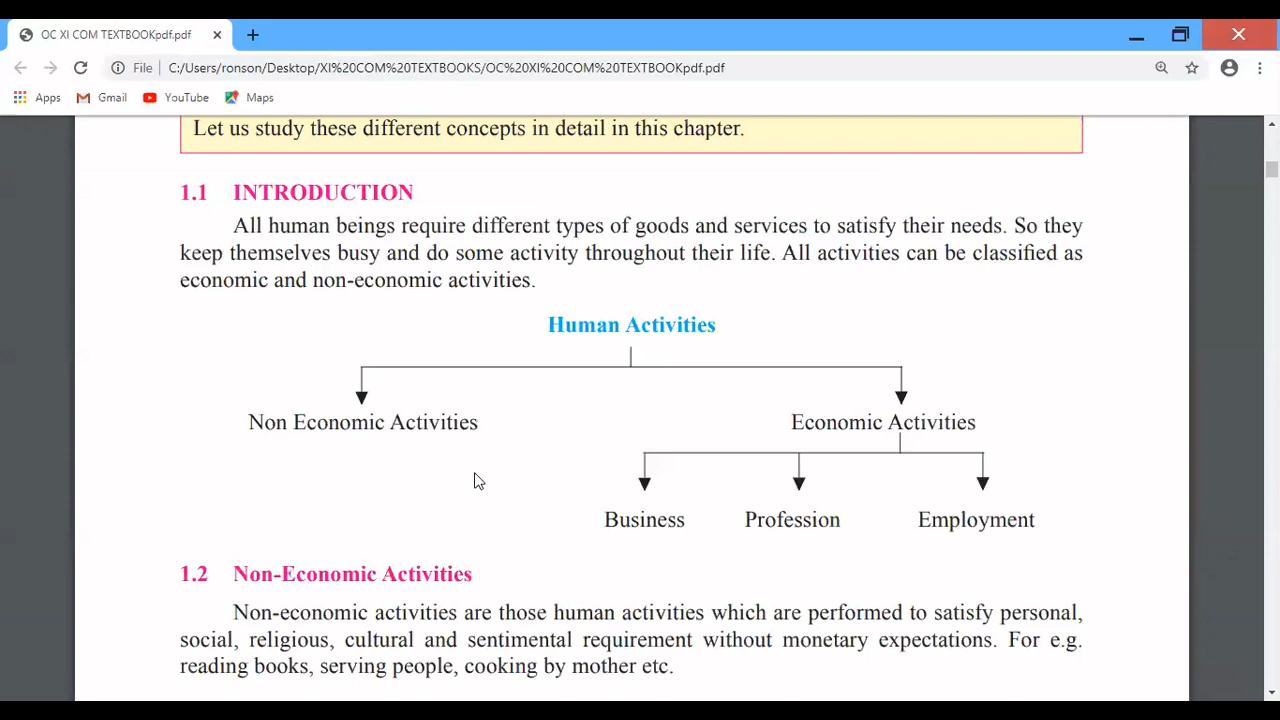 OC XI COM TEXTBOOKpdf.pdf
File C:/Users/ronson/Desktop/XI%20COM%20TEXTBOOKS/OC%20XI%20COM%20TEXTBOOKpdf.pdf
Apps Gmail YouTube Maps
Let us study these different concepts in detail in this chapter.
1.1 INTRODUCTION
All human beings require different types of goods and services to satisfy their needs. So they
keep themselves busy and do some activity throughout their life. All activities can be classified as
economic and non-economic activities.
Human Activities
Non Economic Activities Economic Activities
Business Profession Employment
1.2 Non-Economic Activities
Non-economic activities are those human activities which are performed to satisfy personal,
social, religious, cultural and sentimental requirement without monetary expectations. For e.g.
reading books, serving people, cooking by mother etc.